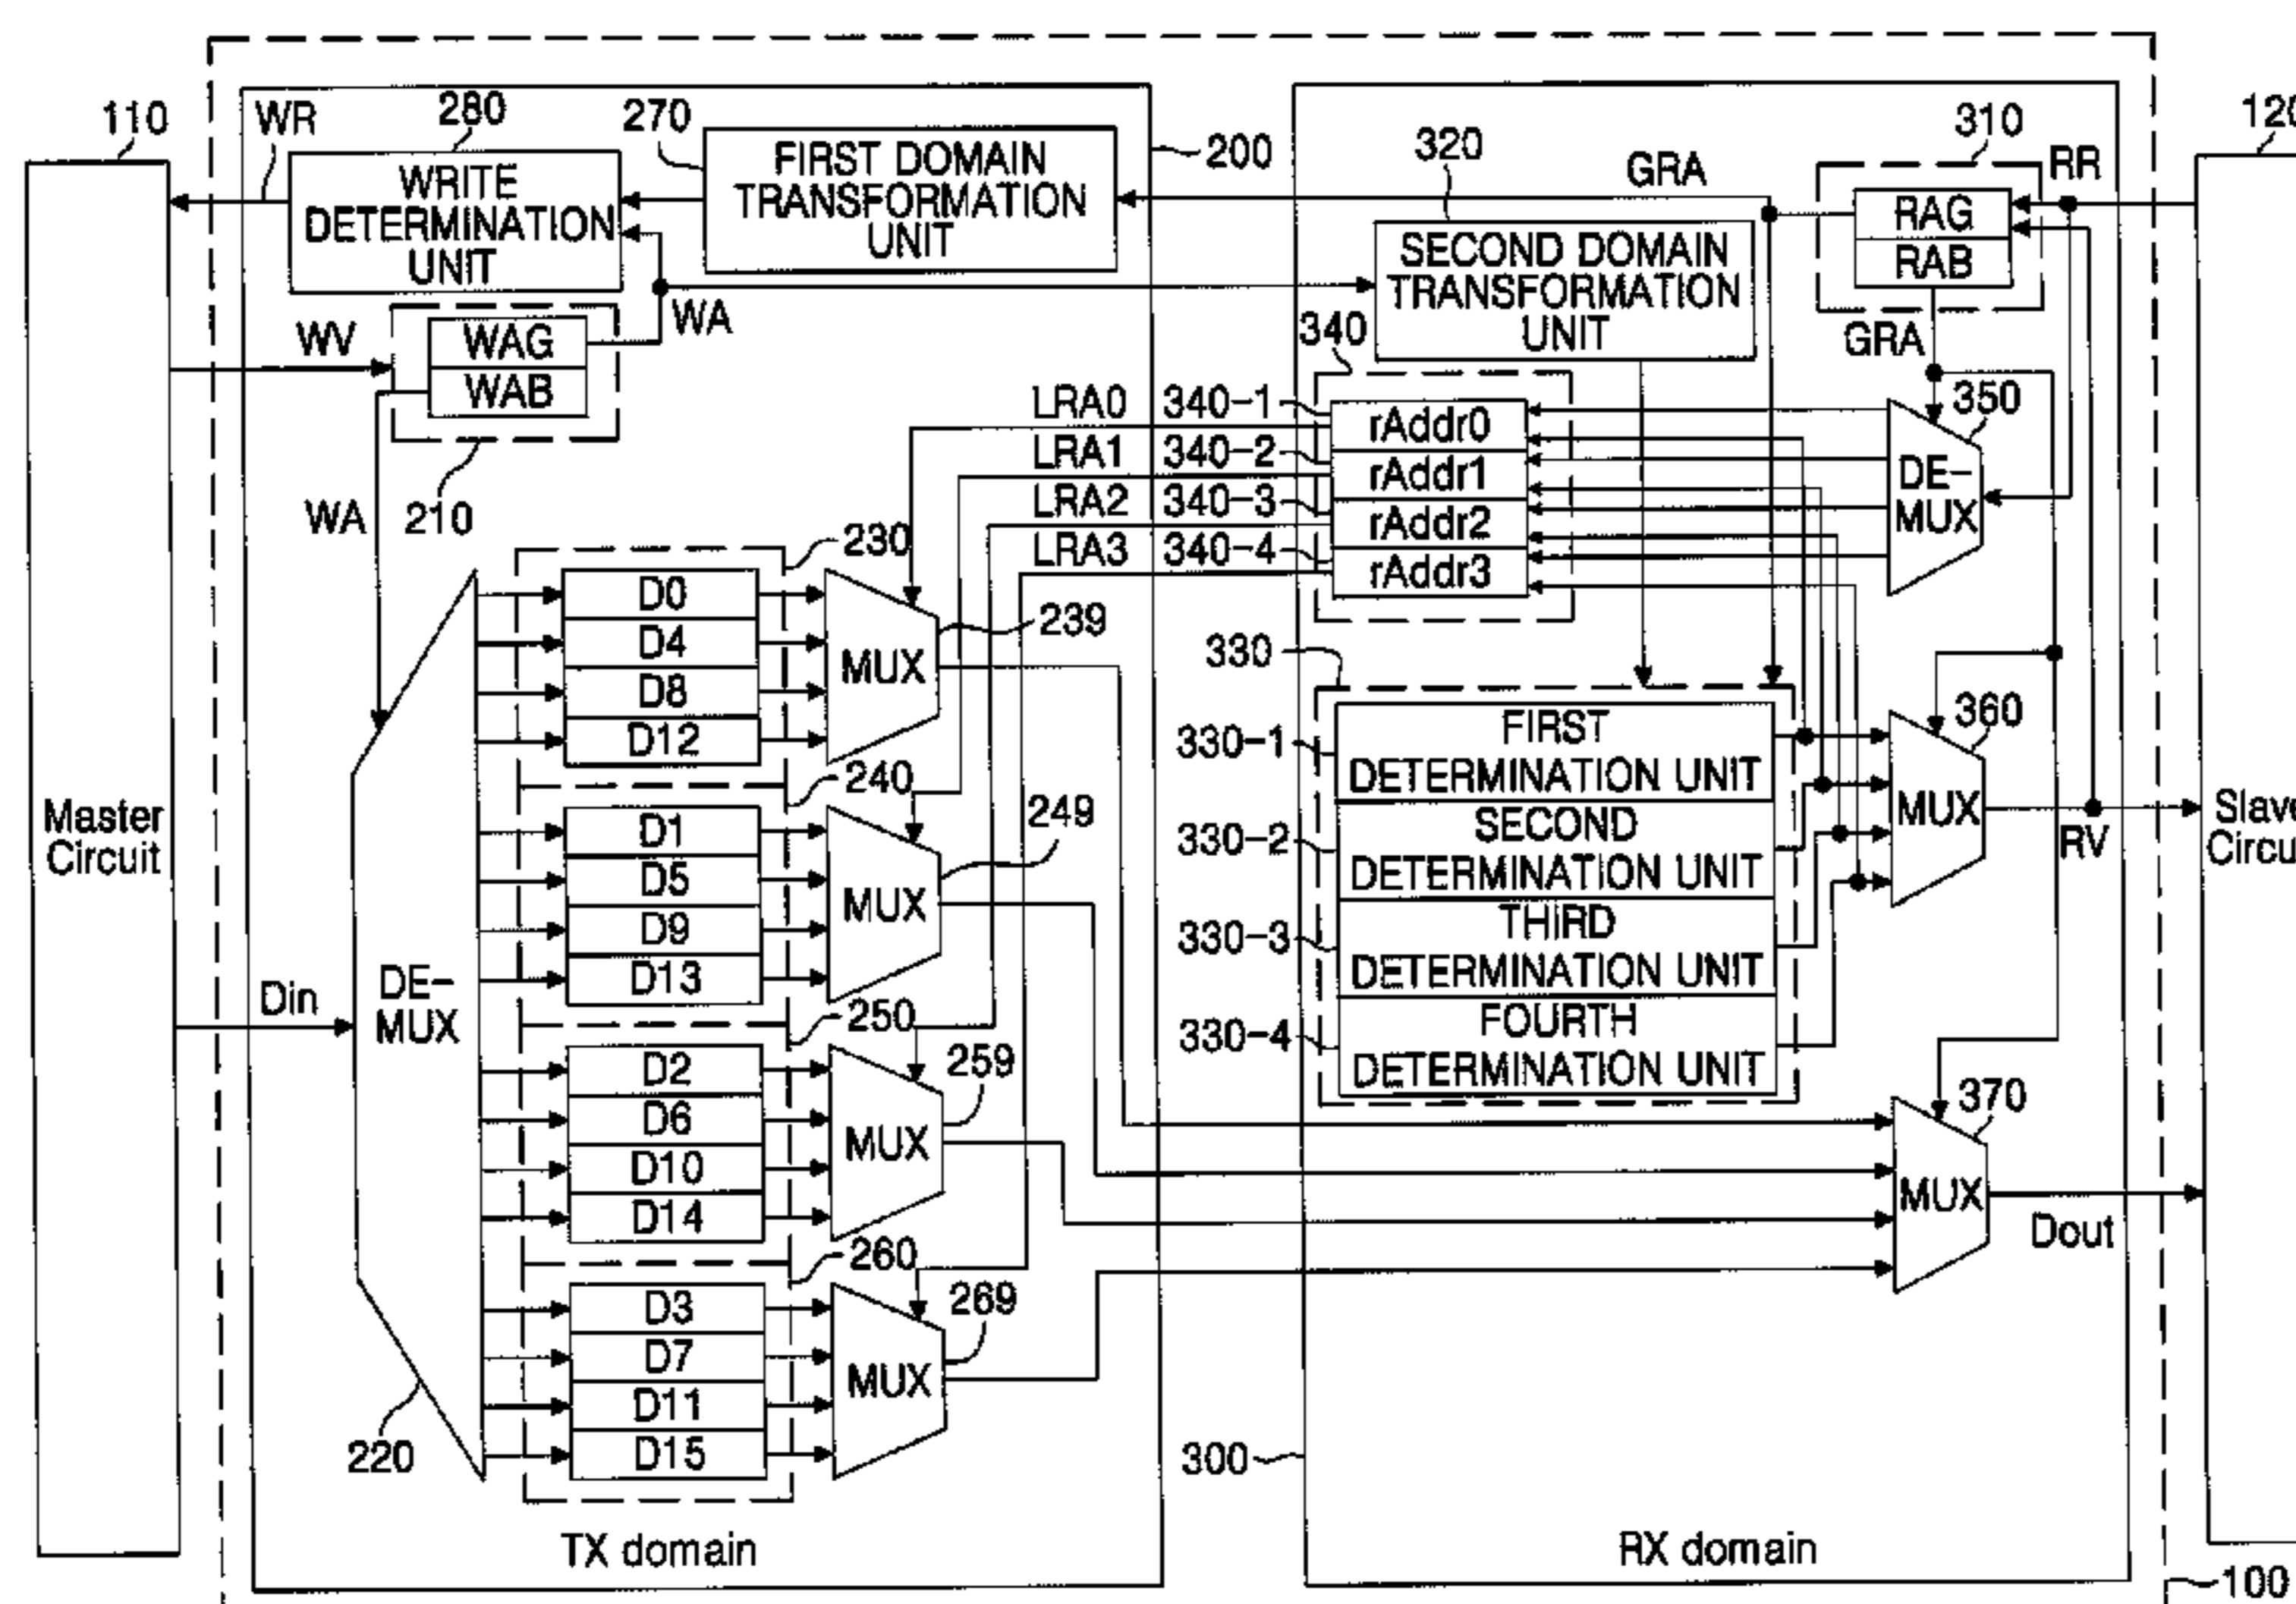 110
WR
280
270
200
320
GRA
310
RR
WRITE
DETERMINATION
UNIT
FIRST DOMAIN
TRANSFORMATION
UNIT
SECOND DOMAIN
TRANSFORMATION
UNIT
RAG
RAB
WV
WAG
WAB
WA
340
GRA
350
LRA0
340-1
rAddr0
LRA1
340-2
rAddr1
LRA2
340-3
rAddr2
LRA3
340-4
rAddr3
DE-
MUX
WA
210
230
D0
D4
D8
D12
MUX
239
330
330-1
FIRST
DETERMINATION UNIT
330-2
SECOND
DETERMINATION UNIT
330-3
THIRD
DETERMINATION UNIT
330-4
FOURTH
DETERMINATION UNIT
360
MUX
RV
Master
Circuit
240
D1
D5
D9
D13
MUX
249
Din
DE-
MUX
250
D2
D6
D10
D14
MUX
259
370
MUX
Dout
260
D3
D7
D11
D15
MUX
269
220
300
TX domain
RX domain
100